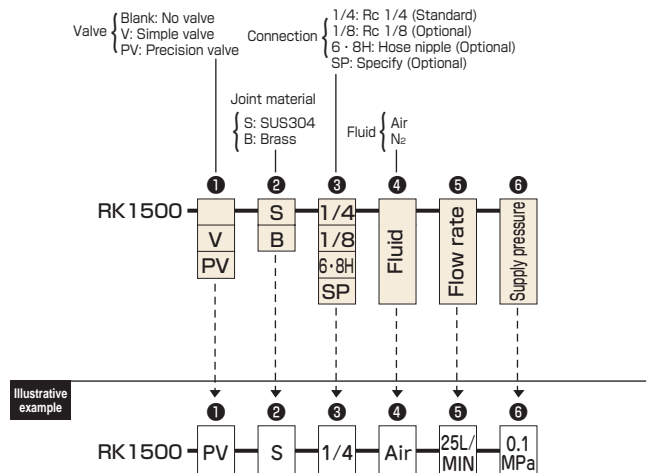 Valve { Blank: No valve
V: Simple valve
PV: Precision valve
Connection { 1/4: Rc 1/4 (Standard)
1/8: Rc 1/8 (Optional)
6・8H: Hose nipple (Optional)
SP: Specify (Optional)
Joint material
{ S: SUS304
B: Brass
Fluid { Air
N₂
❶ ❷ ❸ ❹ ❺ ❻
RK1500
V
PV
S
B
1/4
1/8
6・8H
SP
Fluid
Flow rate
Supply pressure
Illustrative
example
❶ ❷ ❸ ❹ ❺ ❻
RK1500 PV S 1/4 Air 25L/
MIN 0.1
MPa